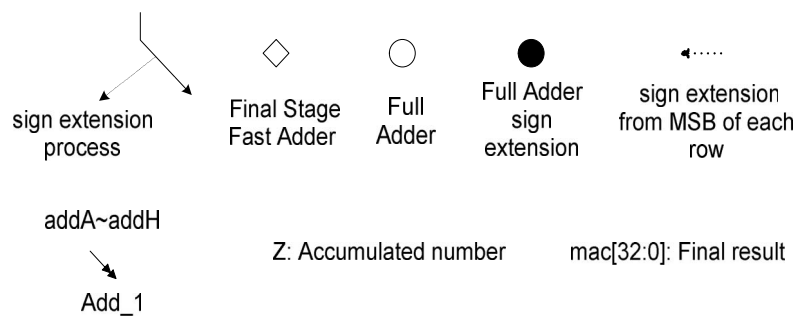 sign extension
process
Final Stage
Fast Adder
Full
Adder
Full Adder
sign
extension
sign extension
from MSB of each
row
addA~addH
Add_1
Z: Accumulated number
mac[32:0]: Final result